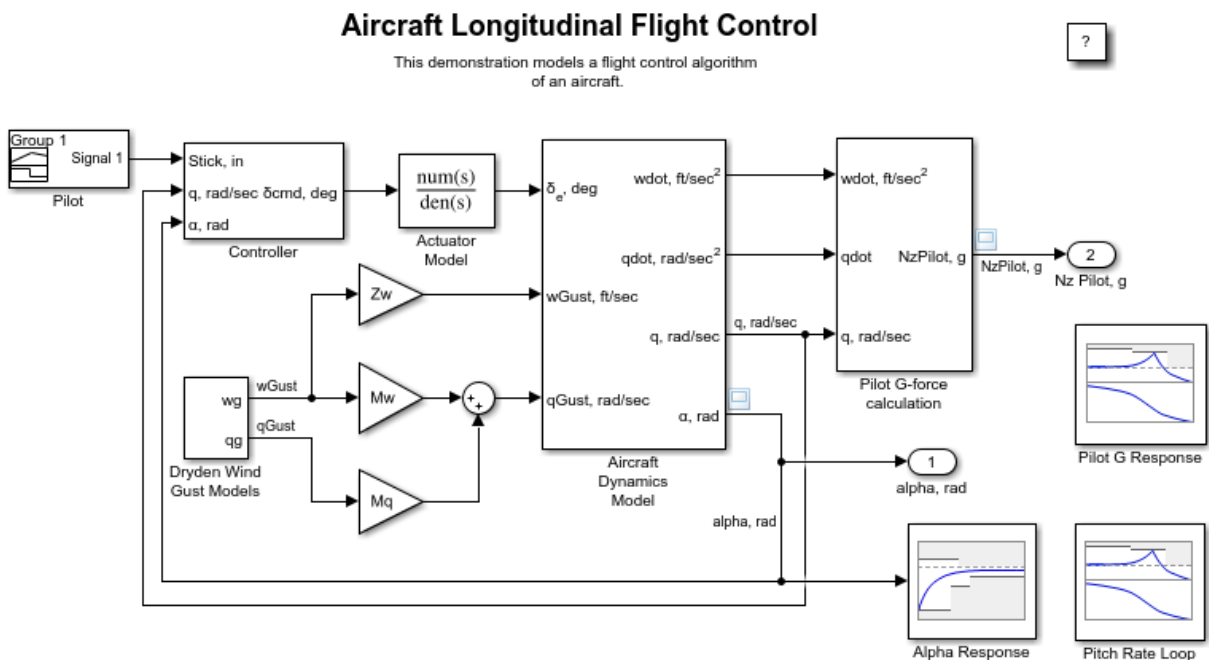 Aircraft Longitudinal Flight Control
?
This demonstration models a flight control algorithm
of an aircraft.
Group 1
Signal 1
Pilot
Stick, in
q, rad/sec δcmd, deg
α, rad
Controller
num(s)
den(s)
Actuator
Model
δe, deg
wGust, ft/sec
qGust, rad/sec
wdot, ft/sec²
qdot, rad/sec²
q, rad/sec
α, rad
Aircraft
Dynamics
Model
q, rad/sec
wdot, ft/sec²
qdot
q, rad/sec
NzPilot, g
Pilot G-force
calculation
NzPilot, g
2
Nz Pilot, g
Zw
Mw
Mq
++
wg
qg
wGust
qGust
Dryden Wind
Gust Models
1
alpha, rad
alpha, rad
Pilot G Response
Alpha Response
Pitch Rate Loop